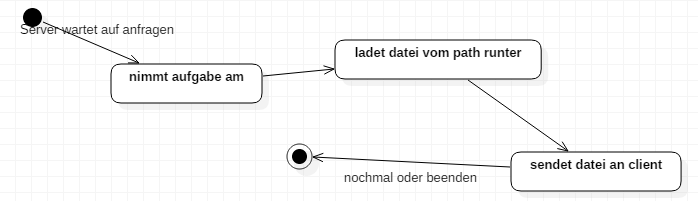 Server wartet auf anfragen
nimmt aufgabe am
ladet datei vom path runter
sendet datei an client
nochmal oder beenden